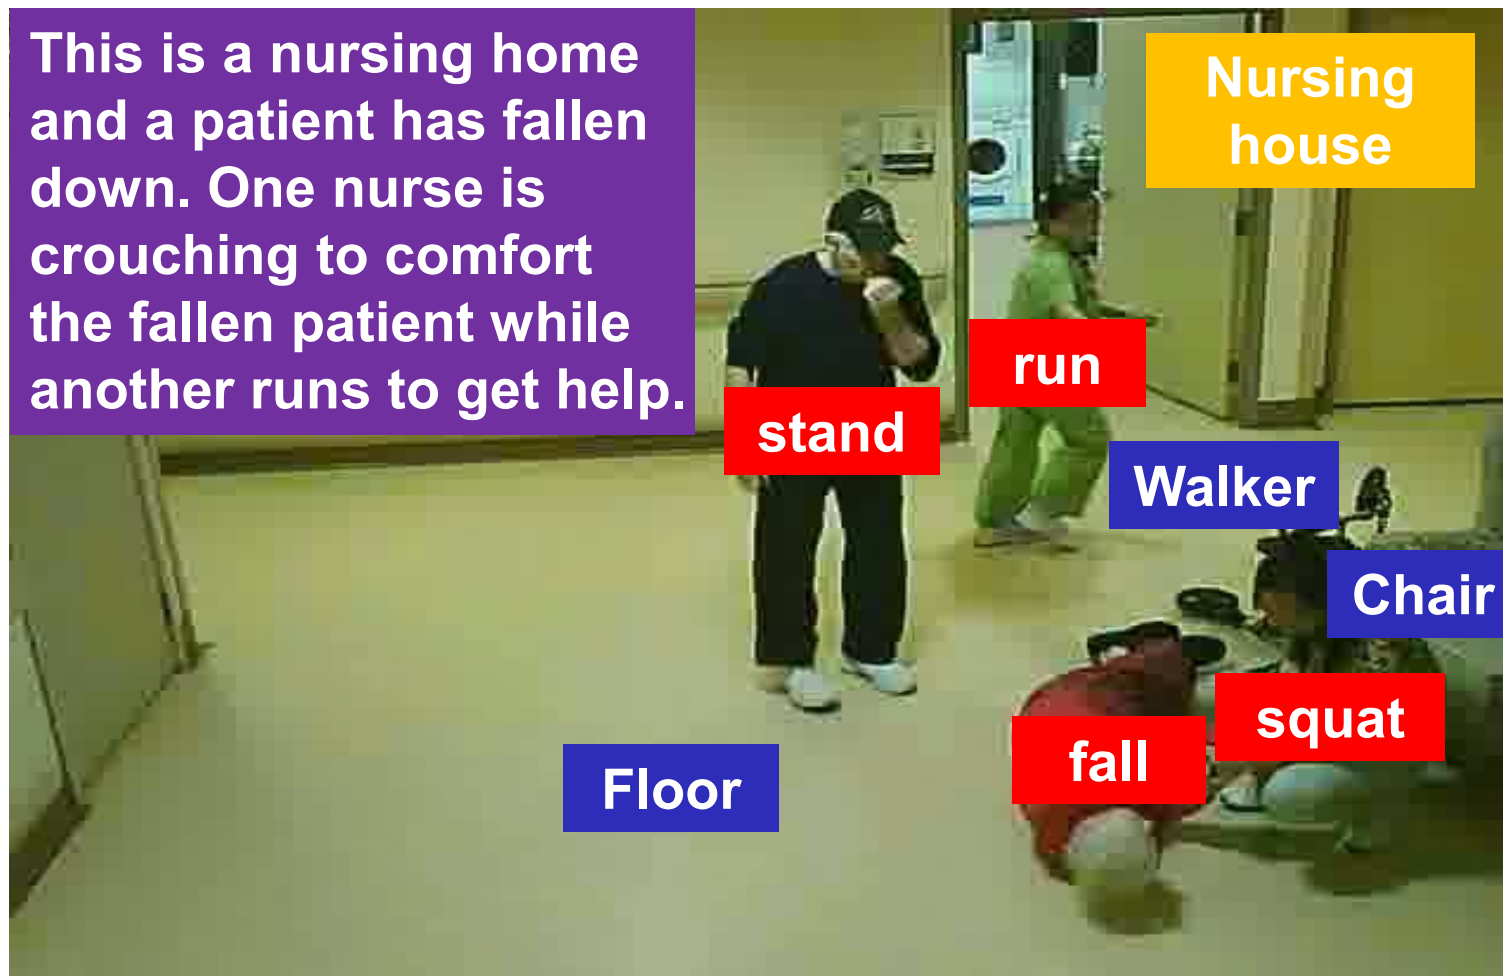 This is a nursing home
and a patient has fallen
down. One nurse is
crouching to comfort
the fallen patient while
another runs to get help.
Nursing
house
run
stand
Walker
Chair
squat
fall
Floor